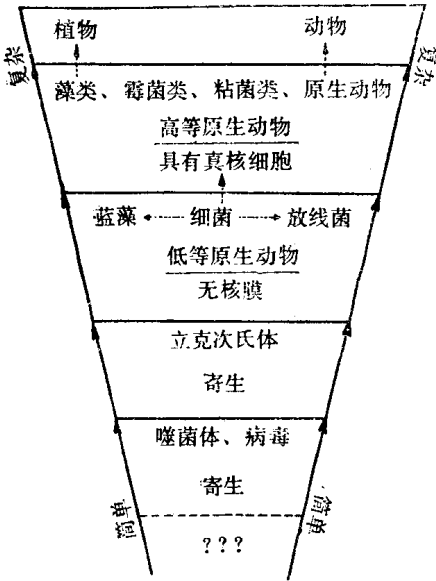 植物 动物
复杂 复杂
藻类、霉菌类、粘菌类、原生动物
高等原生动物
具有真核细胞
蓝藻 细菌 放线菌
低等原生动物
无核膜
立克次氏体
寄生
噬菌体、病毒
寄生
简单 简单
???